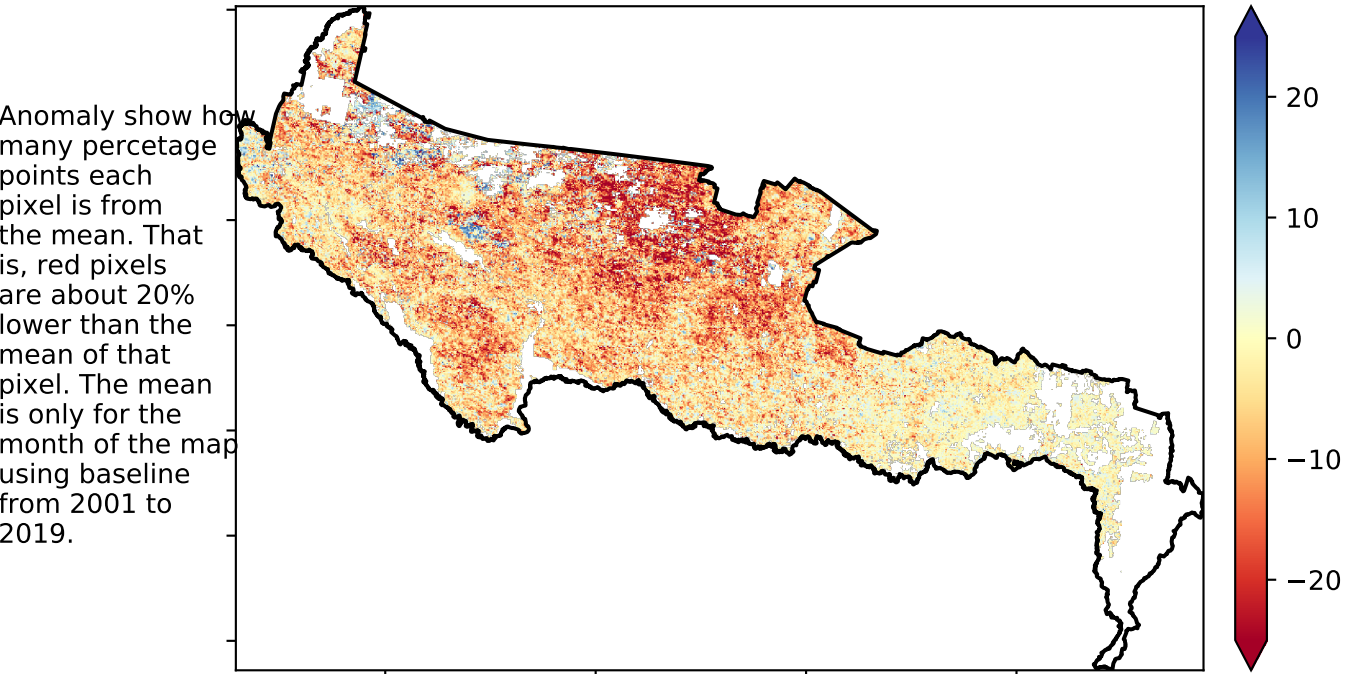 Anomaly show how
many percetage
points each
pixel is from
the mean. That
is, red pixels
are about 20%
lower than the
mean of that
pixel. The mean
is only for the
month of the map
using baseline
from 2001 to
2019.
20
10
0
−10
−20